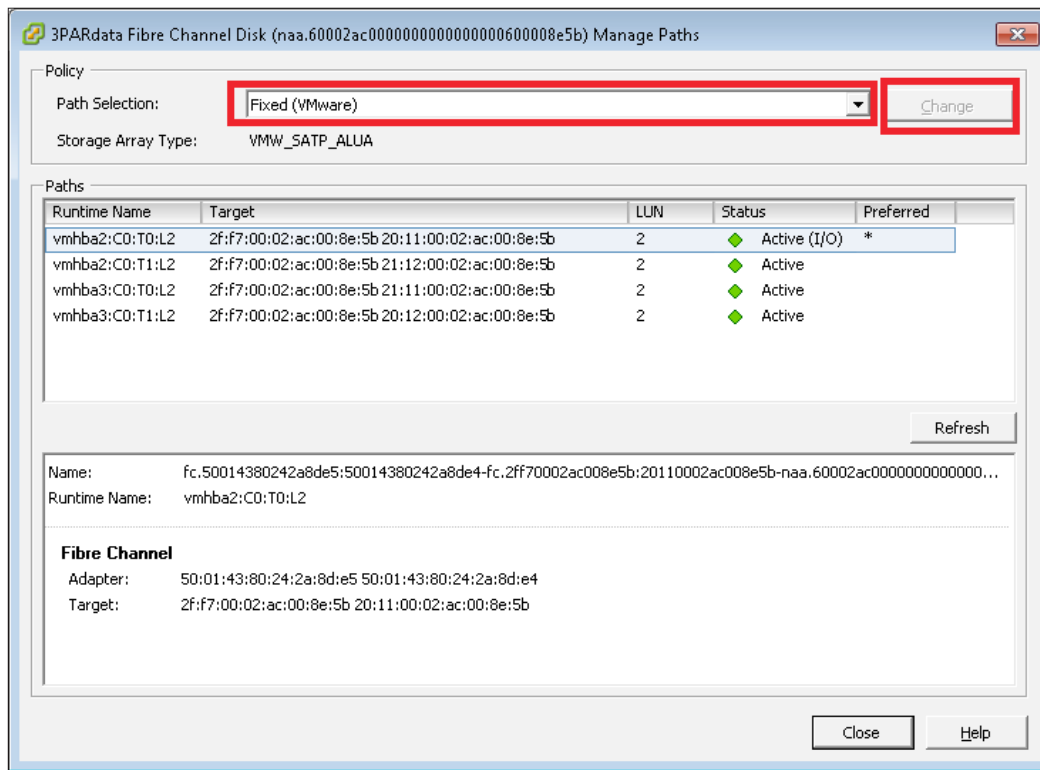 3PARdata Fibre Channel Disk (naa.60002ac0000000000000000600008e5b) Manage Paths
Policy
Path Selection: Fixed (VMware) Change
Storage Array Type: VMW_SATP_ALUA
Paths
Runtime Name Target LUN Status Preferred
vmhba2:C0:T0:L2 2f:f7:00:02:ac:00:8e:5b 20:11:00:02:ac:00:8e:5b 2 Active (I/O) *
vmhba2:C0:T1:L2 2f:f7:00:02:ac:00:8e:5b 21:12:00:02:ac:00:8e:5b 2 Active
vmhba3:C0:T0:L2 2f:f7:00:02:ac:00:8e:5b 21:11:00:02:ac:00:8e:5b 2 Active
vmhba3:C0:T1:L2 2f:f7:00:02:ac:00:8e:5b 20:12:00:02:ac:00:8e:5b 2 Active
Refresh
Name: fc.50014380242a8de5:50014380242a8de4-fc.2ff70002ac008e5b:20110002ac008e5b-naa.60002ac0000000000000...
Runtime Name: vmhba2:C0:T0:L2
Fibre Channel
Adapter: 50:01:43:80:24:2a:8d:e5 50:01:43:80:24:2a:8d:e4
Target: 2f:f7:00:02:ac:00:8e:5b 20:11:00:02:ac:00:8e:5b
Close Help